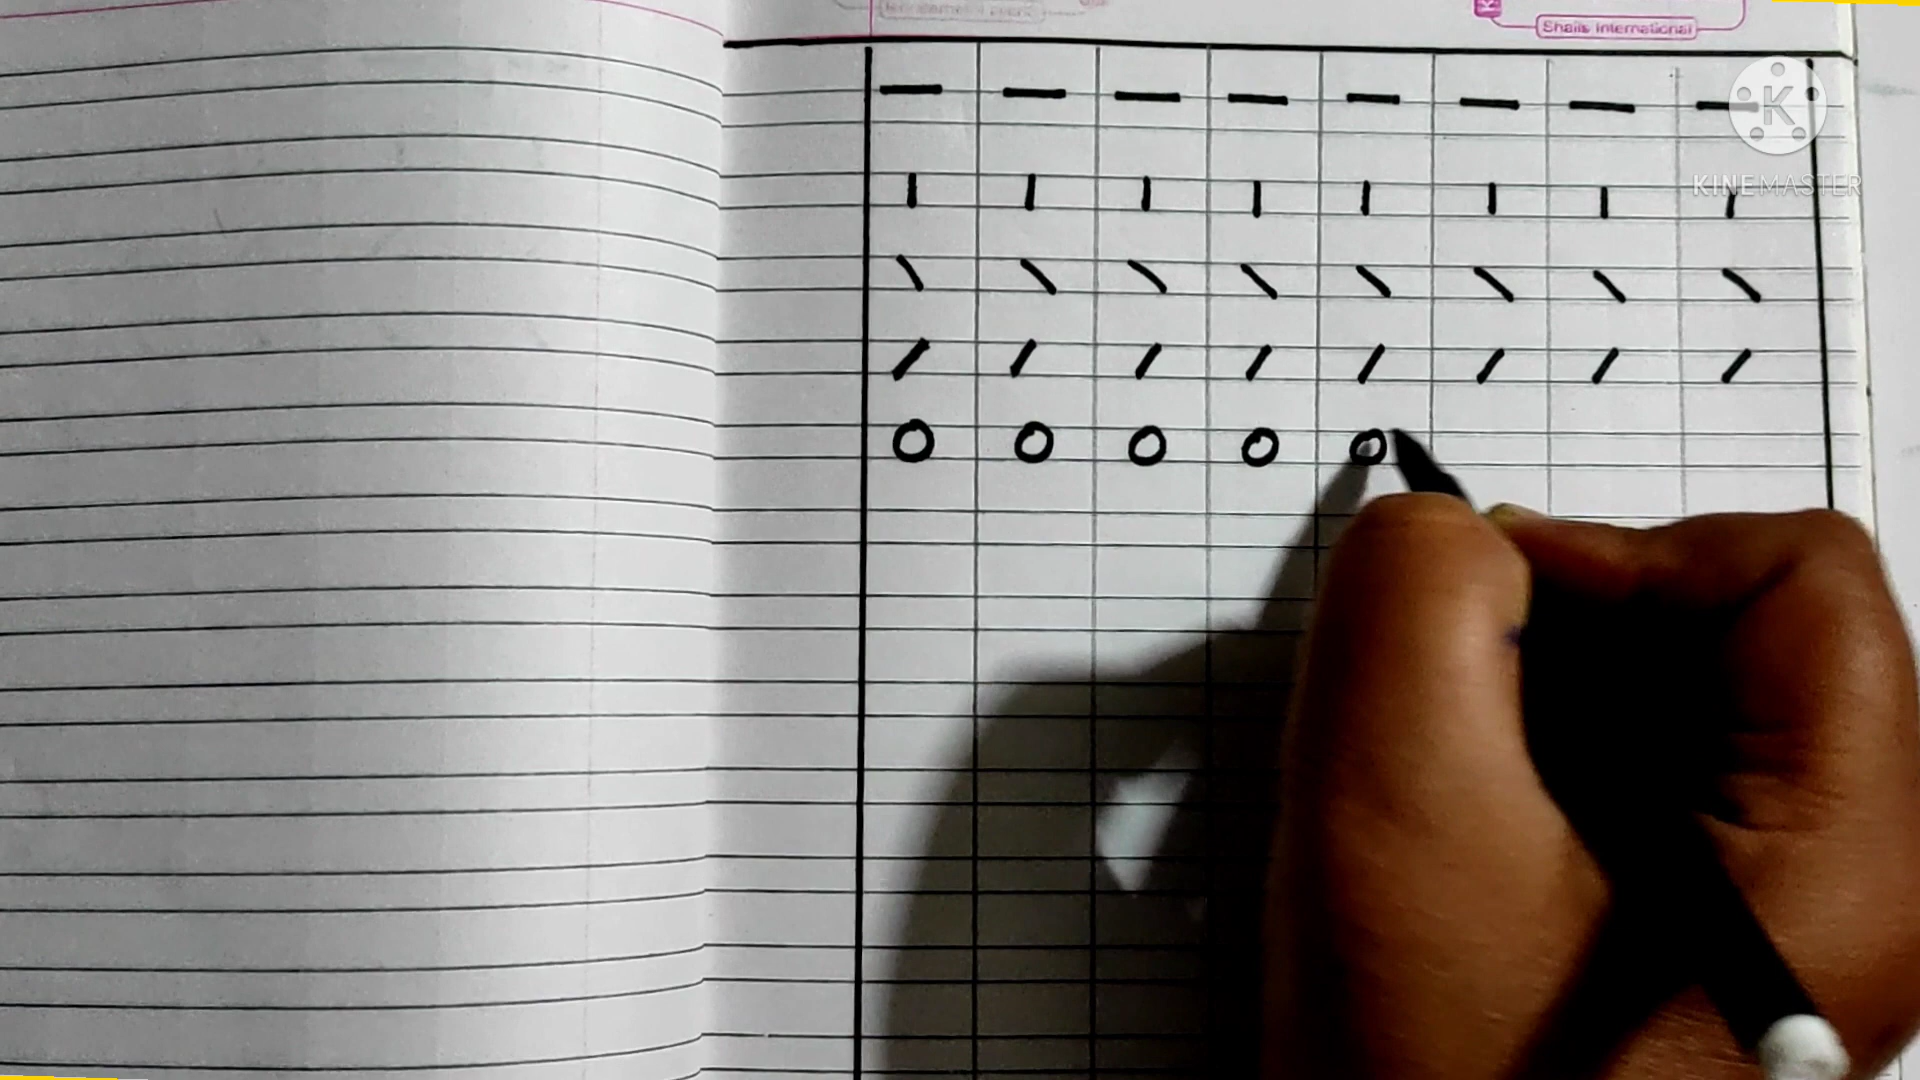 Shails International
K
KINEMASTER
— — — — — — — —
| | | | | | | |
\ \ \ \ \ \ \ \
/ / / / / / / /
O O O O O